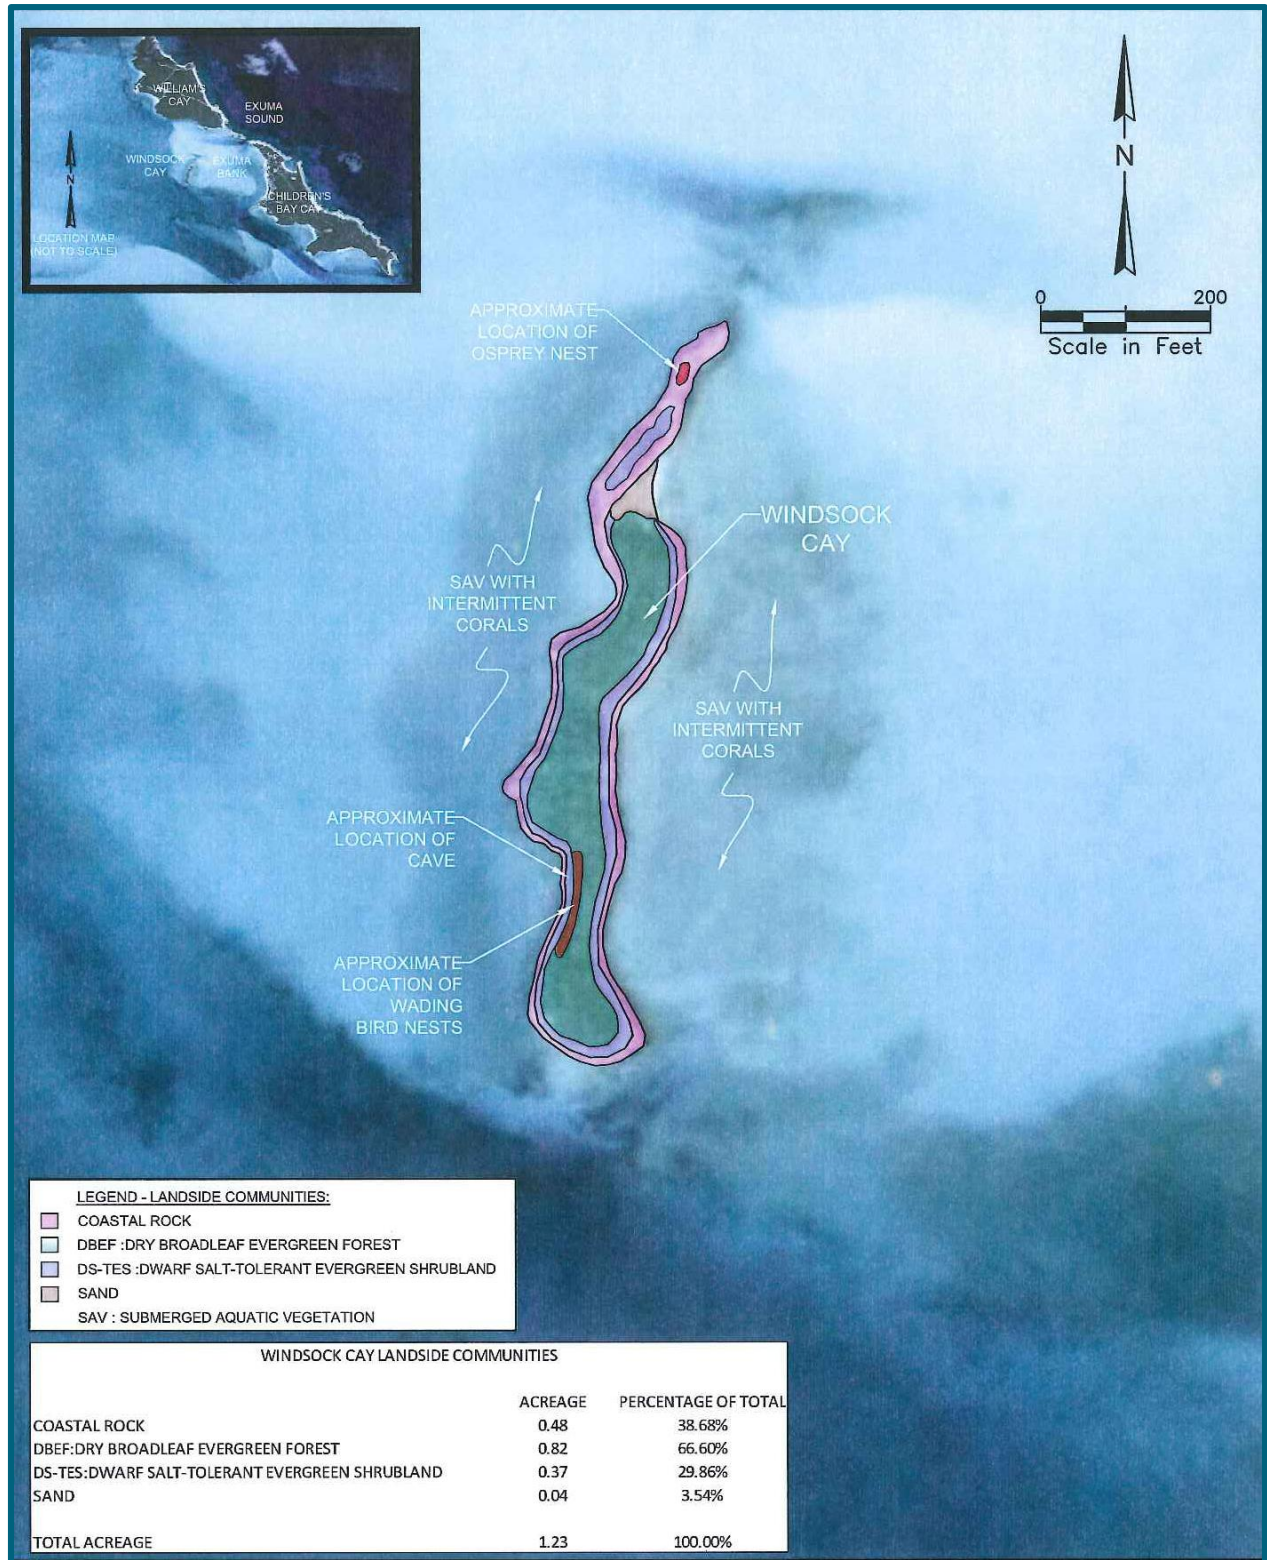 WILLIAM'S
CAY
EXUMA
SOUND
WINDSOCK
CAY
EXUMA
BANK
CHILDREN'S
BAY CAY
N
LOCATION MAP
(NOT TO SCALE)
N
0 200
Scale in Feet
APPROXIMATE
LOCATION OF
OSPREY NEST
WINDSOCK
CAY
SAV WITH
INTERMITTENT
CORALS
SAV WITH
INTERMITTENT
CORALS
APPROXIMATE
LOCATION OF
CAVE
APPROXIMATE
LOCATION OF
WADING
BIRD NESTS
LEGEND - LANDSIDE COMMUNITIES:
COASTAL ROCK
DBEF :DRY BROADLEAF EVERGREEN FOREST
DS-TES :DWARF SALT-TOLERANT EVERGREEN SHRUBLAND
SAND
SAV : SUBMERGED AQUATIC VEGETATION
WINDSOCK CAY LANDSIDE COMMUNITIES
ACREAGE PERCENTAGE OF TOTAL
COASTAL ROCK 0.48 38.68%
DBEF:DRY BROADLEAF EVERGREEN FOREST 0.82 66.60%
DS-TES:DWARF SALT-TOLERANT EVERGREEN SHRUBLAND 0.37 29.86%
SAND 0.04 3.54%
TOTAL ACREAGE 1.23 100.00%